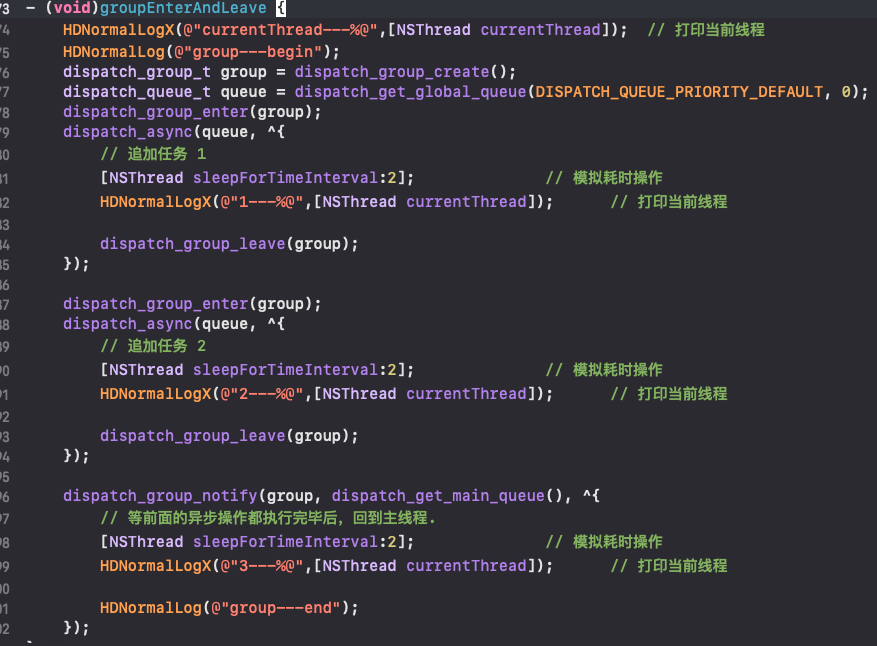 73 - (void)groupEnterAndLeave {
74 HDNormalLogX(@"currentThread---%@",[NSThread currentThread]);  // 打印当前线程
75 HDNormalLog(@"group---begin");
76 dispatch_group_t group = dispatch_group_create();
77 dispatch_queue_t queue = dispatch_get_global_queue(DISPATCH_QUEUE_PRIORITY_DEFAULT, 0);
78 dispatch_group_enter(group);
79 dispatch_async(queue, ^{
80 // 追加任务 1
81 [NSThread sleepForTimeInterval:2];              // 模拟耗时操作
82 HDNormalLogX(@"1---%@",[NSThread currentThread]);      // 打印当前线程
83
84 dispatch_group_leave(group);
85 });
86
87 dispatch_group_enter(group);
88 dispatch_async(queue, ^{
89 // 追加任务 2
90 [NSThread sleepForTimeInterval:2];              // 模拟耗时操作
91 HDNormalLogX(@"2---%@",[NSThread currentThread]);      // 打印当前线程
92
93 dispatch_group_leave(group);
94 });
95
96 dispatch_group_notify(group, dispatch_get_main_queue(), ^{
97 // 等前面的异步操作都执行完毕后，回到主线程.
98 [NSThread sleepForTimeInterval:2];              // 模拟耗时操作
99 HDNormalLogX(@"3---%@",[NSThread currentThread]);      // 打印当前线程
00
01 HDNormalLog(@"group---end");
02 });